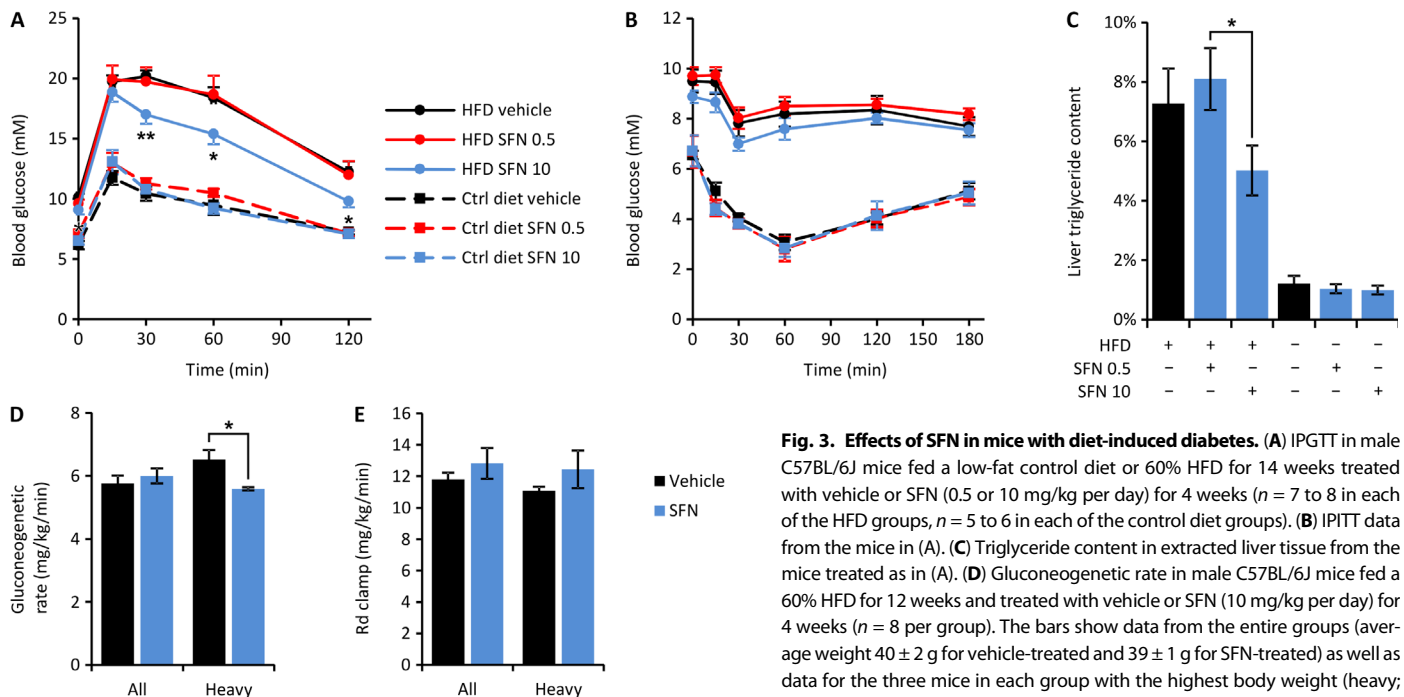 A
25
20
15
10
5
0
Blood glucose (mM)
**
*
*
*
*
0 30 60 90 120
Time (min)
HFD vehicle
HFD SFN 0.5
HFD SFN 10
Ctrl diet vehicle
Ctrl diet SFN 0.5
Ctrl diet SFN 10
B
12
10
8
6
4
2
0
Blood glucose (mM)
0 30 60 90 120 150 180
Time (min)
C
10%
8%
6%
4%
2%
0%
Liver triglyceride content
*
HFD + + + − − −
SFN 0.5 − + − − + −
SFN 10 − − + − − +
D
8
6
4
2
0
Gluconeogenetic
rate (mg/kg/min)
*
All Heavy
E
16
14
12
10
8
6
4
2
0
Rd clamp (mg/kg/min)
All Heavy
Vehicle
SFN
Fig. 3. Effects of SFN in mice with diet-induced diabetes. (A) IPGTT in male
C57BL/6J mice fed a low-fat control diet or 60% HFD for 14 weeks treated
with vehicle or SFN (0.5 or 10 mg/kg per day) for 4 weeks (n = 7 to 8 in each
of the HFD groups, n = 5 to 6 in each of the control diet groups). (B) IPITT data
from the mice in (A). (C) Triglyceride content in extracted liver tissue from the
mice treated as in (A). (D) Gluconeogenetic rate in male C57BL/6J mice fed a
60% HFD for 12 weeks and treated with vehicle or SFN (10 mg/kg per day) for
4 weeks (n = 8 per group). The bars show data from the entire groups (aver-
age weight 40 ± 2 g for vehicle-treated and 39 ± 1 g for SFN-treated) as well as
data for the three mice in each group with the highest body weight (heavy;